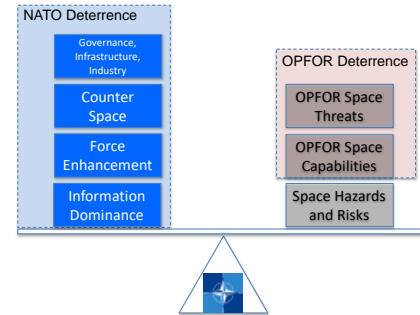 NATO Deterrence
Governance,
Infrastructure,
Industry
Counter
Space
Force
Enhancement
Information
Dominance
OPFOR Deterrence
OPFOR Space
Threats
OPFOR Space
Capabilities
Space Hazards
and Risks